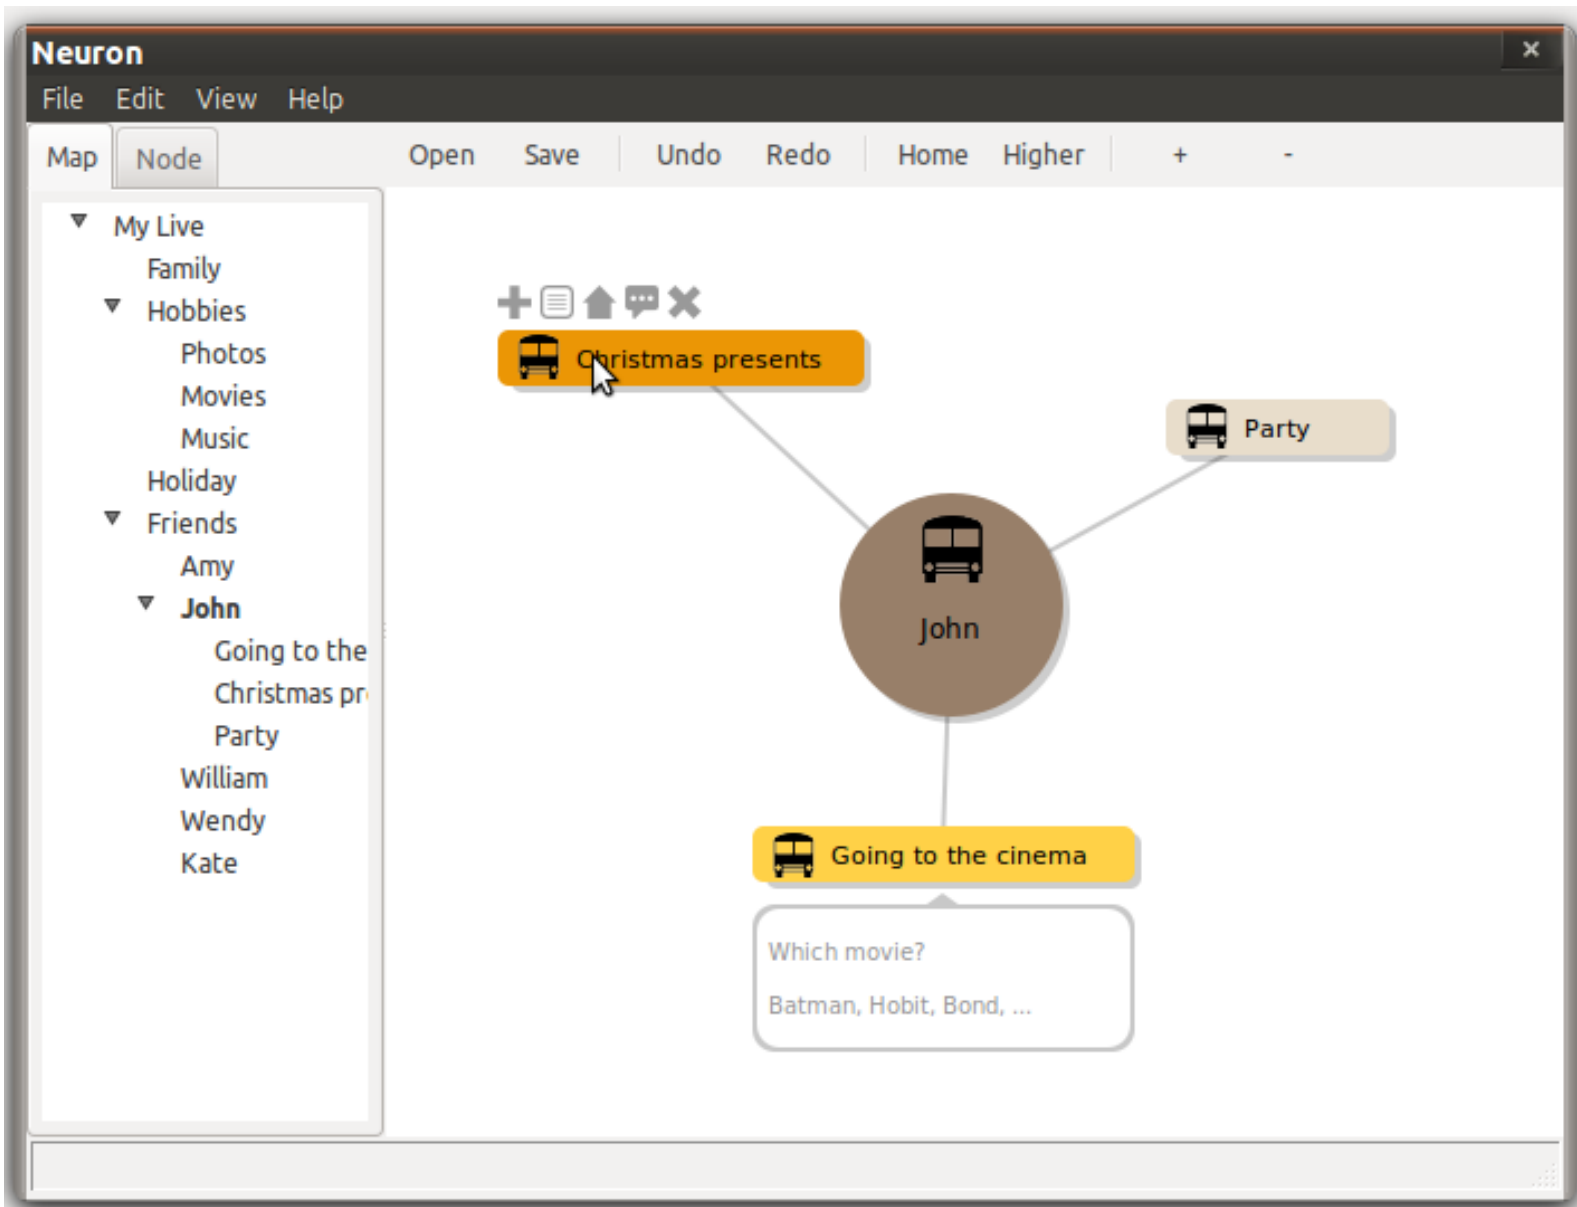 Neuron
File Edit View Help
Map Node Open Save Undo Redo Home Higher + -
My Live
Family
Hobbies
Photos
Movies
Music
Holiday
Friends
Amy
John
Going to the
Christmas pr
Party
William
Wendy
Kate
Christmas presents
Party
John
Going to the cinema
Which movie?
Batman, Hobit, Bond, ...